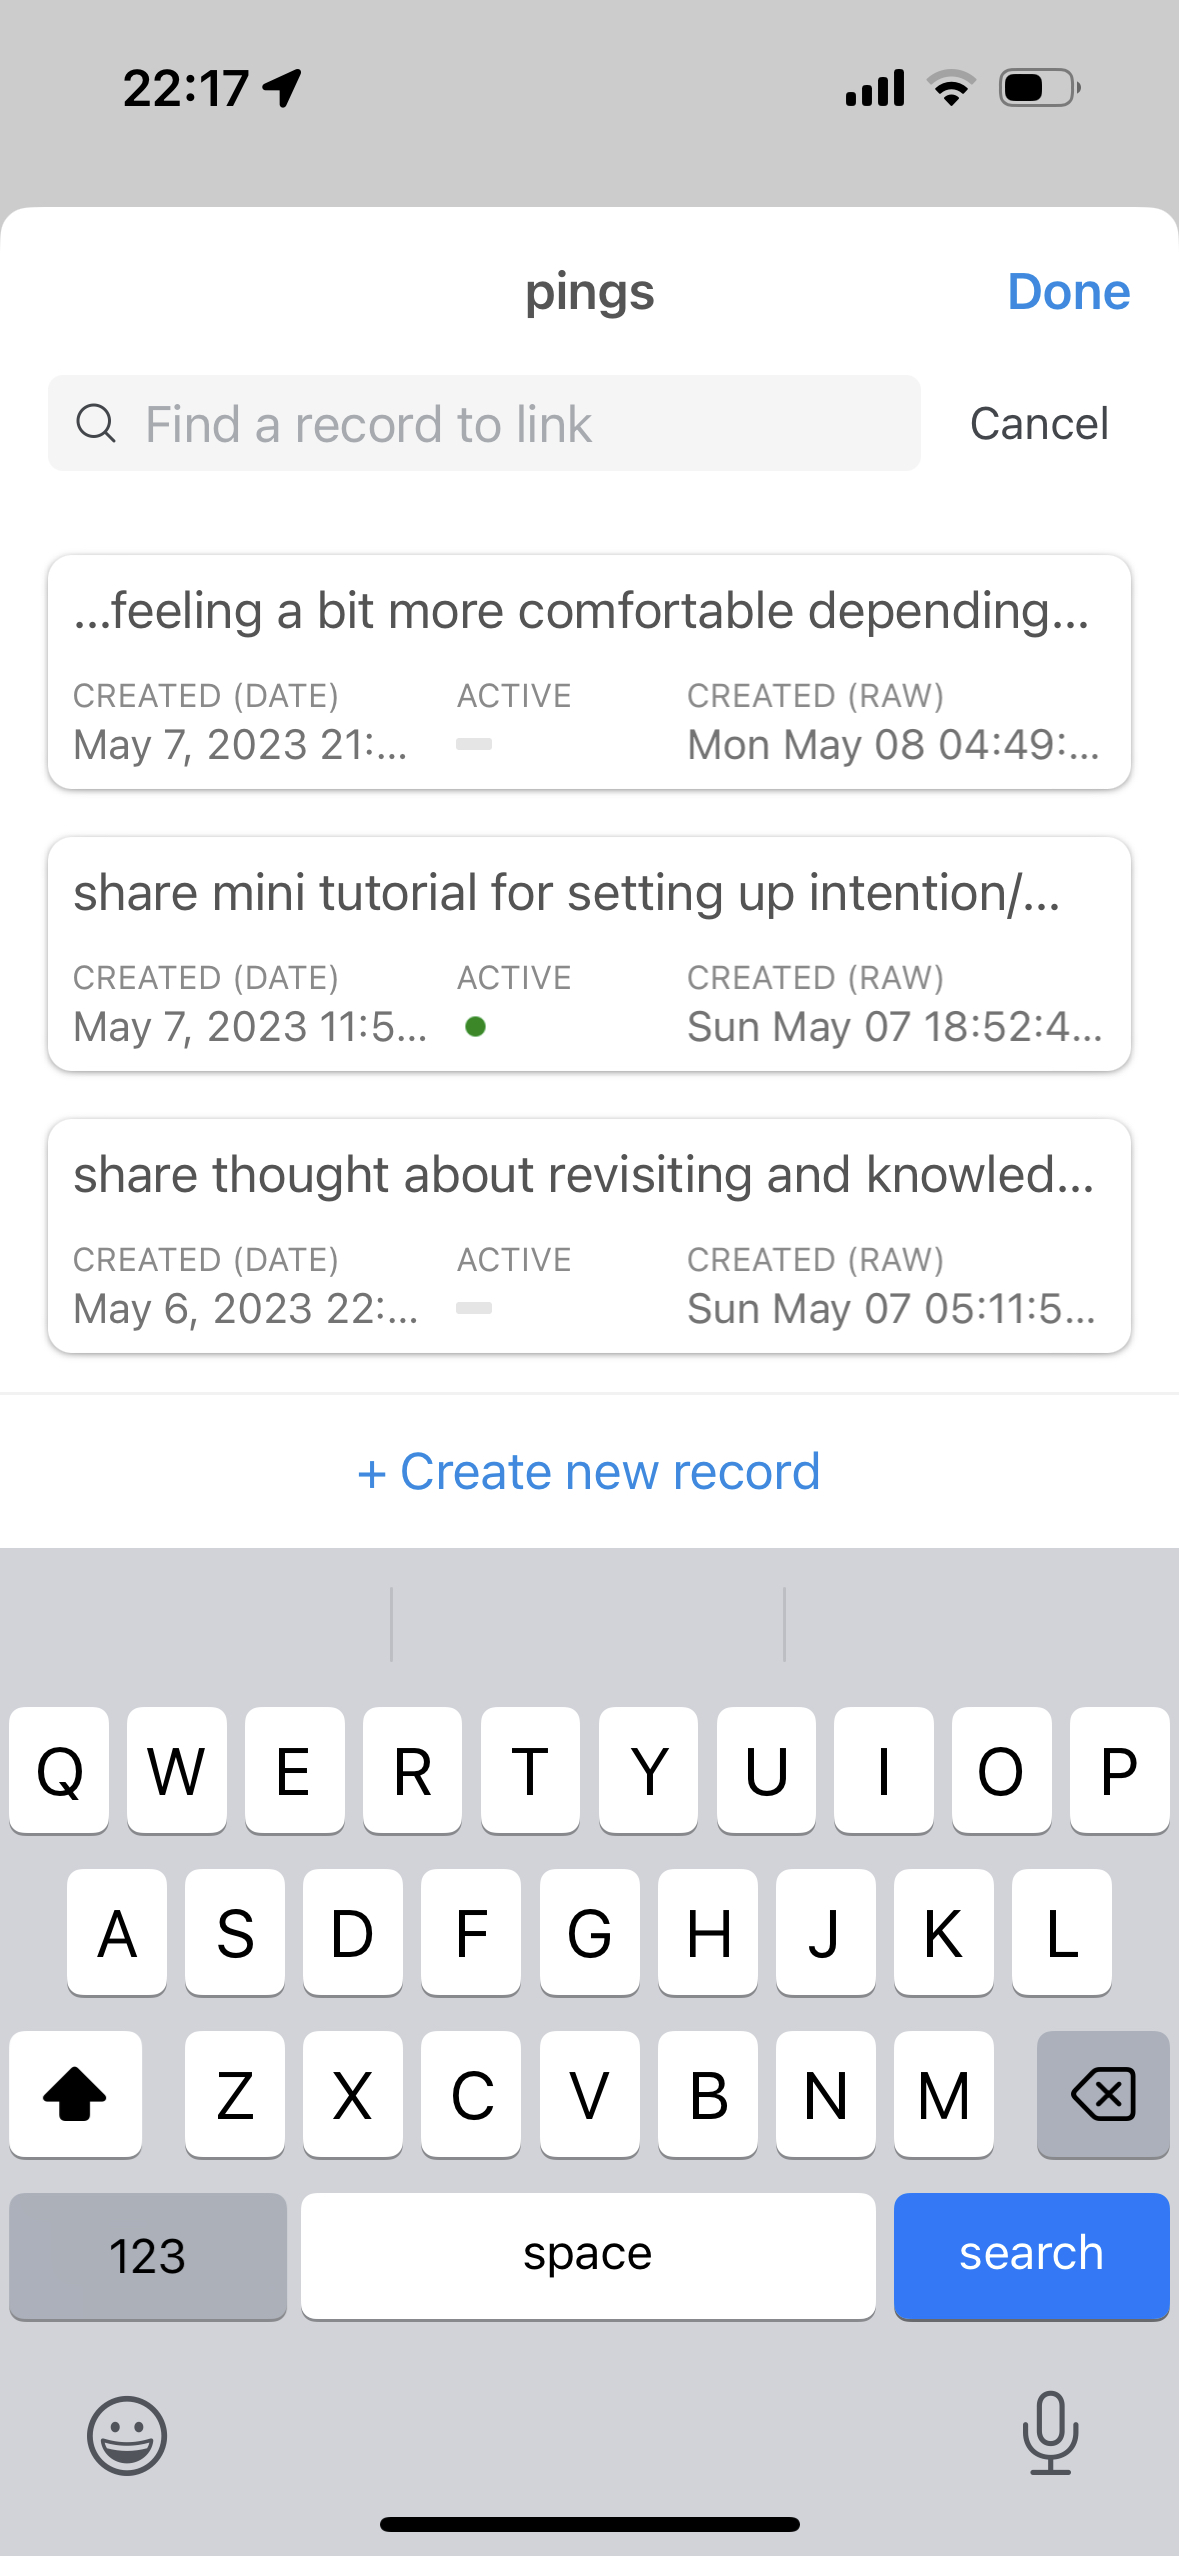 22:17
pings
Done
Find a record to link
Cancel
...feeling a bit more comfortable depending...
CREATED (DATE) ACTIVE CREATED (RAW)
May 7, 2023 21:... Mon May 08 04:49:...
share mini tutorial for setting up intention/...
CREATED (DATE) ACTIVE CREATED (RAW)
May 7, 2023 11:5... Sun May 07 18:52:4...
share thought about revisiting and knowled...
CREATED (DATE) ACTIVE CREATED (RAW)
May 6, 2023 22:... Sun May 07 05:11:5...
+ Create new record
Q W E R T Y U I O P
A S D F G H J K L
Z X C V B N M
123 space search